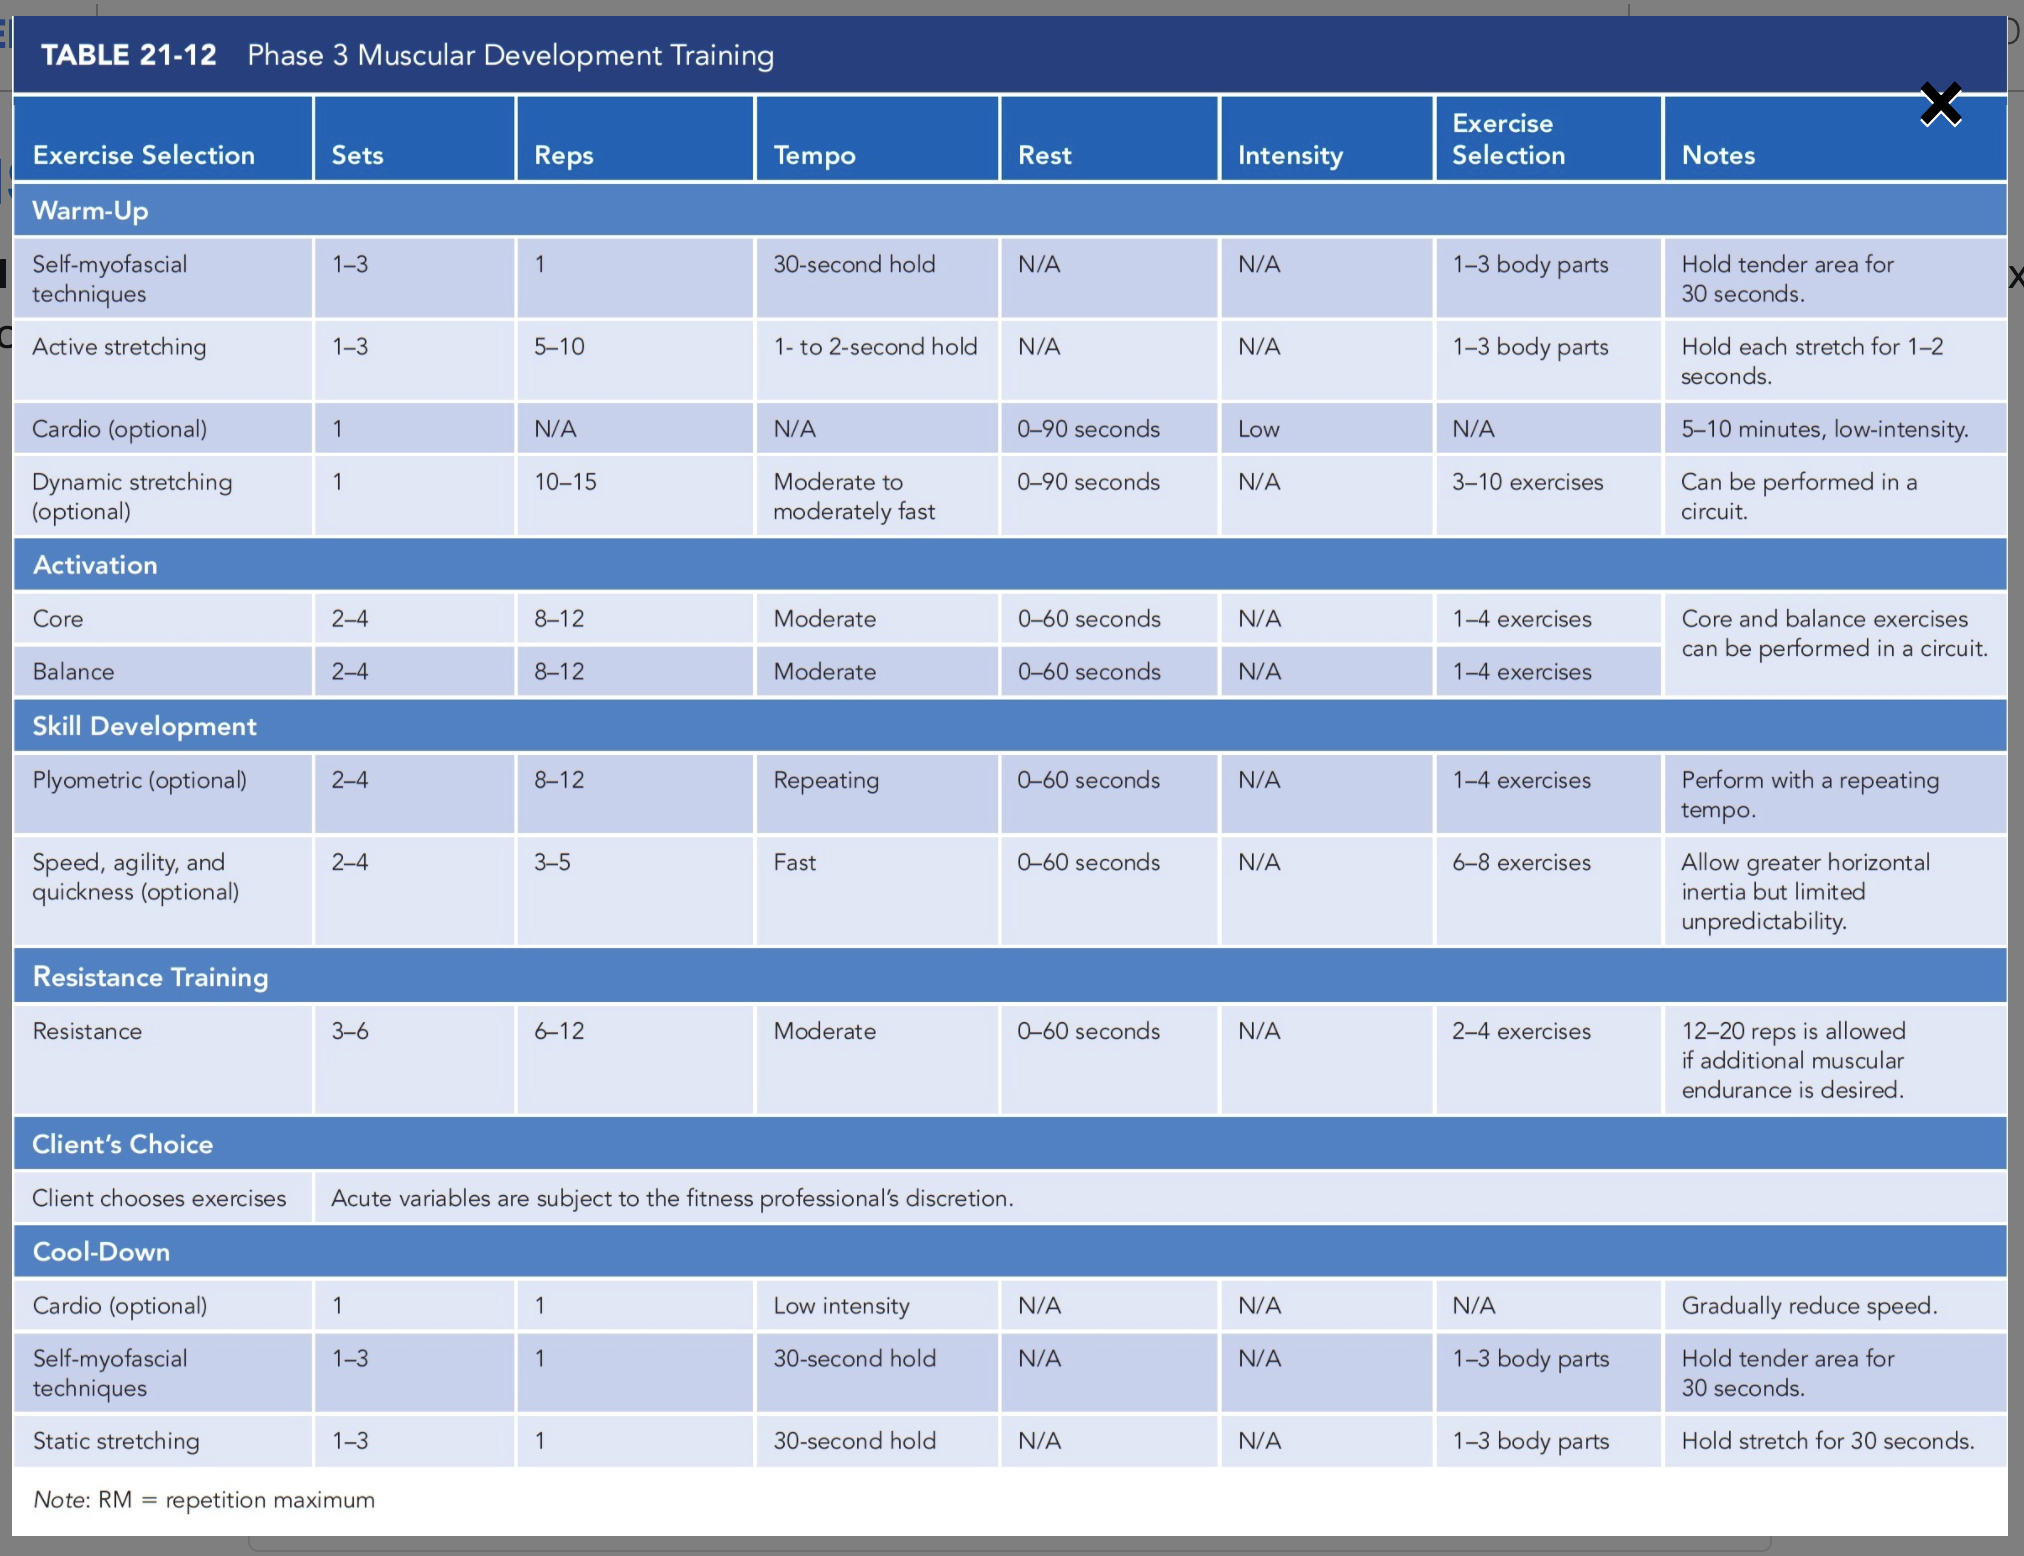 TABLE 21-12 Phase 3 Muscular Development Training
Exercise Selection Sets Reps Tempo Rest Intensity Exercise Selection Notes
Warm-Up
Self-myofascial techniques 1–3 1 30-second hold N/A N/A 1–3 body parts Hold tender area for 30 seconds.
Active stretching 1–3 5–10 1- to 2-second hold N/A N/A 1–3 body parts Hold each stretch for 1–2 seconds.
Cardio (optional) 1 N/A N/A 0–90 seconds Low N/A 5–10 minutes, low-intensity.
Dynamic stretching (optional) 1 10–15 Moderate to moderately fast 0–90 seconds N/A 3–10 exercises Can be performed in a circuit.
Activation
Core 2–4 8–12 Moderate 0–60 seconds N/A 1–4 exercises Core and balance exercises can be performed in a circuit.
Balance 2–4 8–12 Moderate 0–60 seconds N/A 1–4 exercises
Skill Development
Plyometric (optional) 2–4 8–12 Repeating 0–60 seconds N/A 1–4 exercises Perform with a repeating tempo.
Speed, agility, and quickness (optional) 2–4 3–5 Fast 0–60 seconds N/A 6–8 exercises Allow greater horizontal inertia but limited unpredictability.
Resistance Training
Resistance 3–6 6–12 Moderate 0–60 seconds N/A 2–4 exercises 12–20 reps is allowed if additional muscular endurance is desired.
Client’s Choice
Client chooses exercises Acute variables are subject to the fitness professional’s discretion.
Cool-Down
Cardio (optional) 1 1 Low intensity N/A N/A N/A Gradually reduce speed.
Self-myofascial techniques 1–3 1 30-second hold N/A N/A 1–3 body parts Hold tender area for 30 seconds.
Static stretching 1–3 1 30-second hold N/A N/A 1–3 body parts Hold stretch for 30 seconds.
Note: RM = repetition maximum